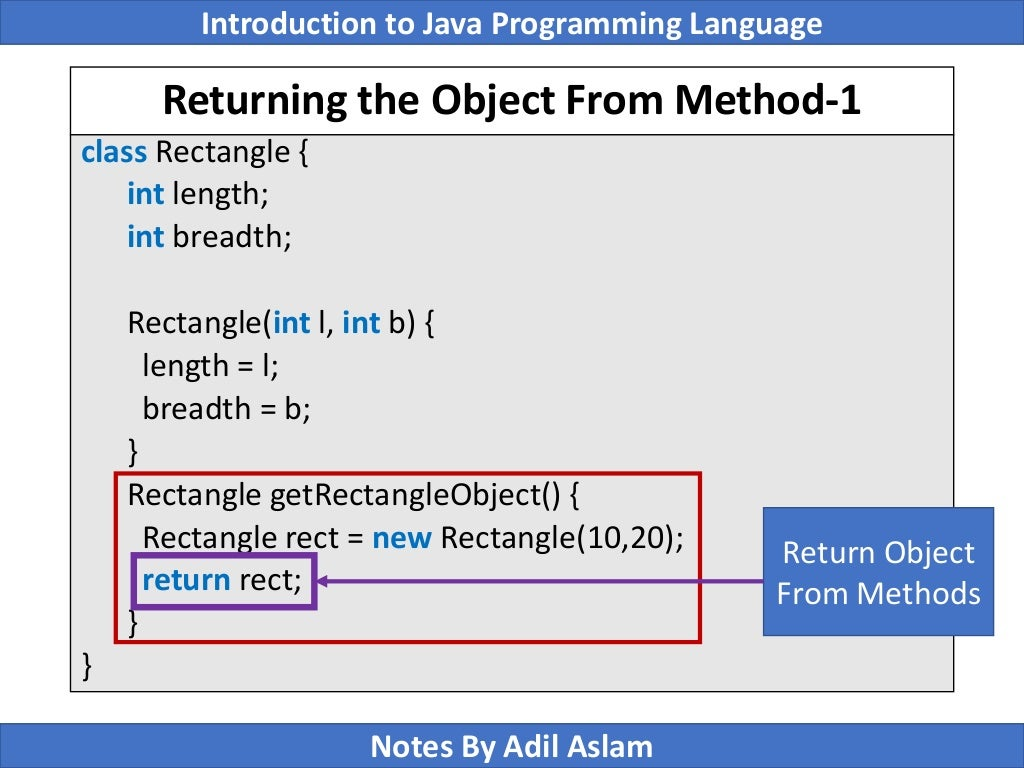 Introduction to Java Programming Language
Returning the Object From Method-1
class Rectangle {
int length;
int breadth;
Rectangle(int l, int b) {
length = l;
breadth = b;
}
Rectangle getRectangleObject() {
Rectangle rect = new Rectangle(10,20);
return rect;
}
}
Return Object
From Methods
Notes By Adil Aslam